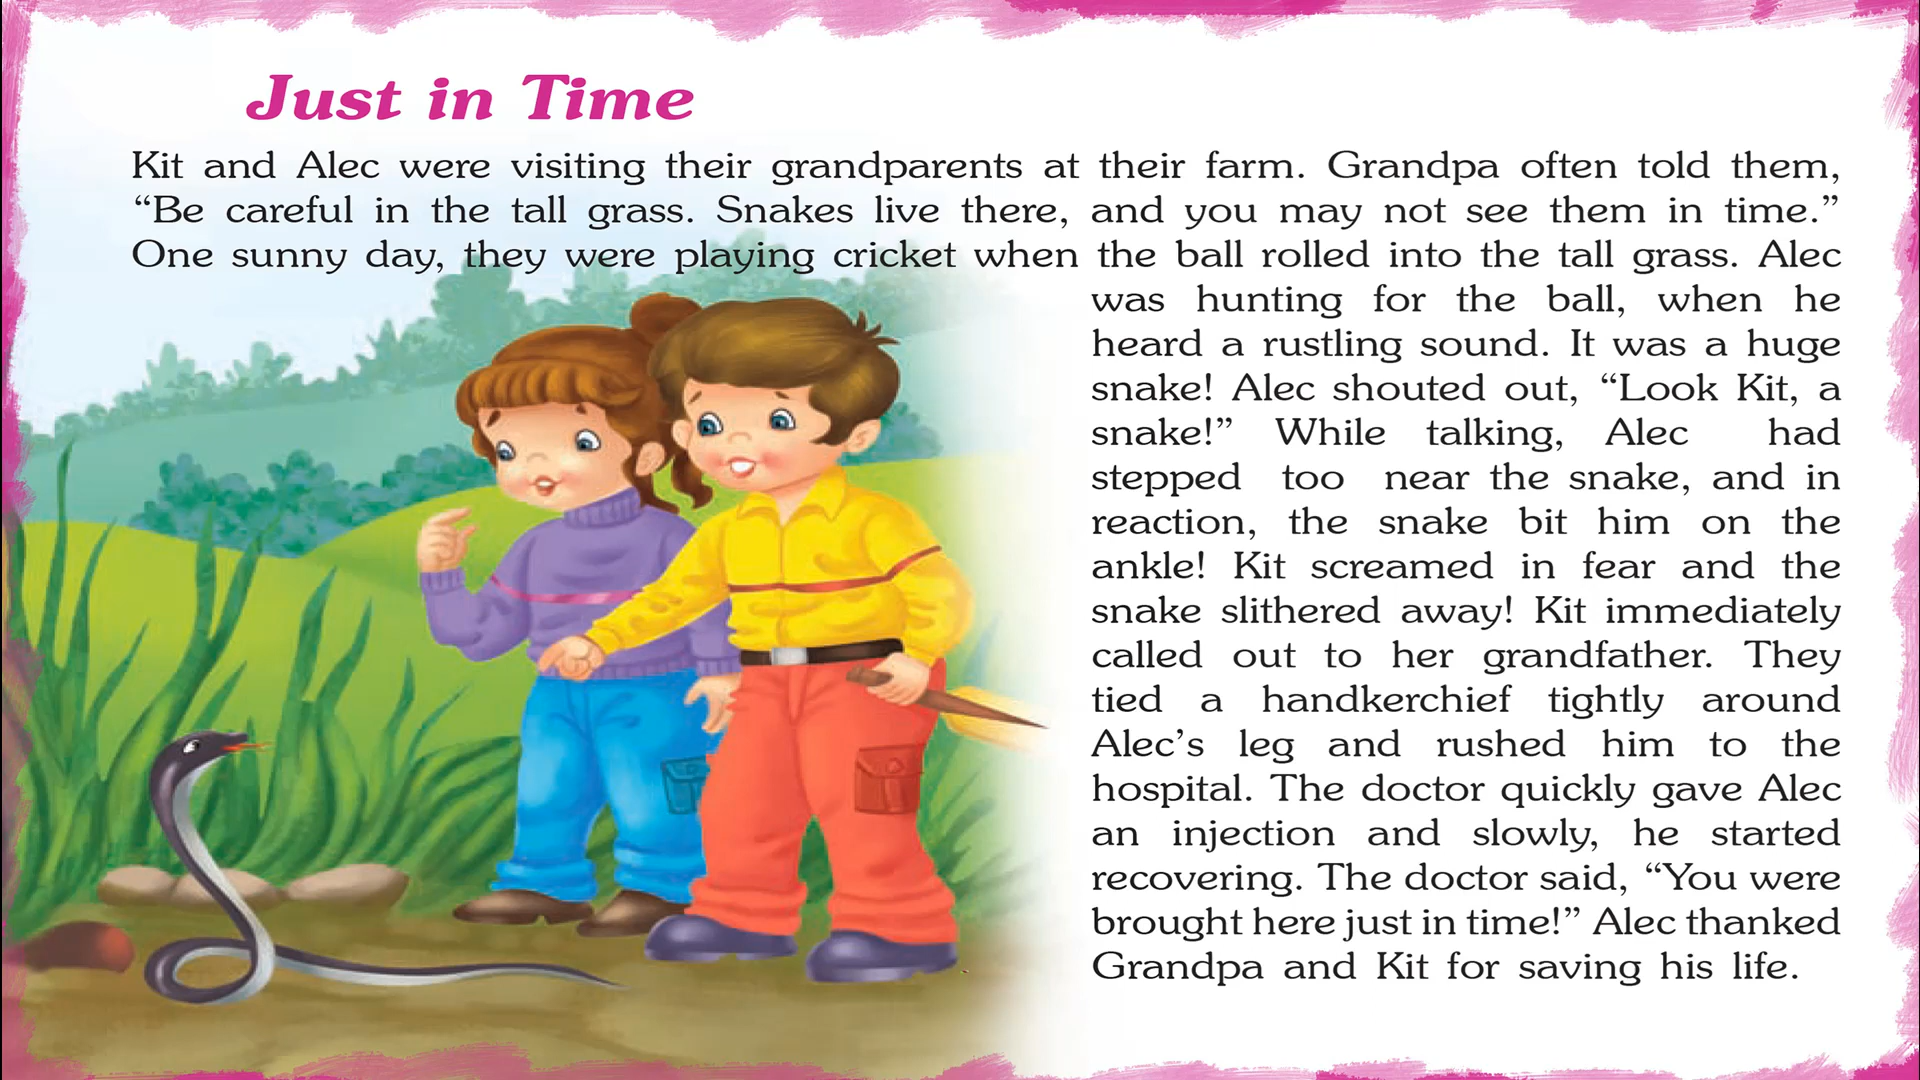 Just in Time
Kit and Alec were visiting their grandparents at their farm. Grandpa often told them,
“Be careful in the tall grass. Snakes live there, and you may not see them in time.”
One sunny day, they were playing cricket when the ball rolled into the tall grass. Alec
was hunting for the ball, when he
heard a rustling sound. It was a huge
snake! Alec shouted out, “Look Kit, a
snake!” While talking, Alec had
stepped too near the snake, and in
reaction, the snake bit him on the
ankle! Kit screamed in fear and the
snake slithered away! Kit immediately
called out to her grandfather. They
tied a handkerchief tightly around
Alec’s leg and rushed him to the
hospital. The doctor quickly gave Alec
an injection and slowly, he started
recovering. The doctor said, “You were
brought here just in time!” Alec thanked
Grandpa and Kit for saving his life.